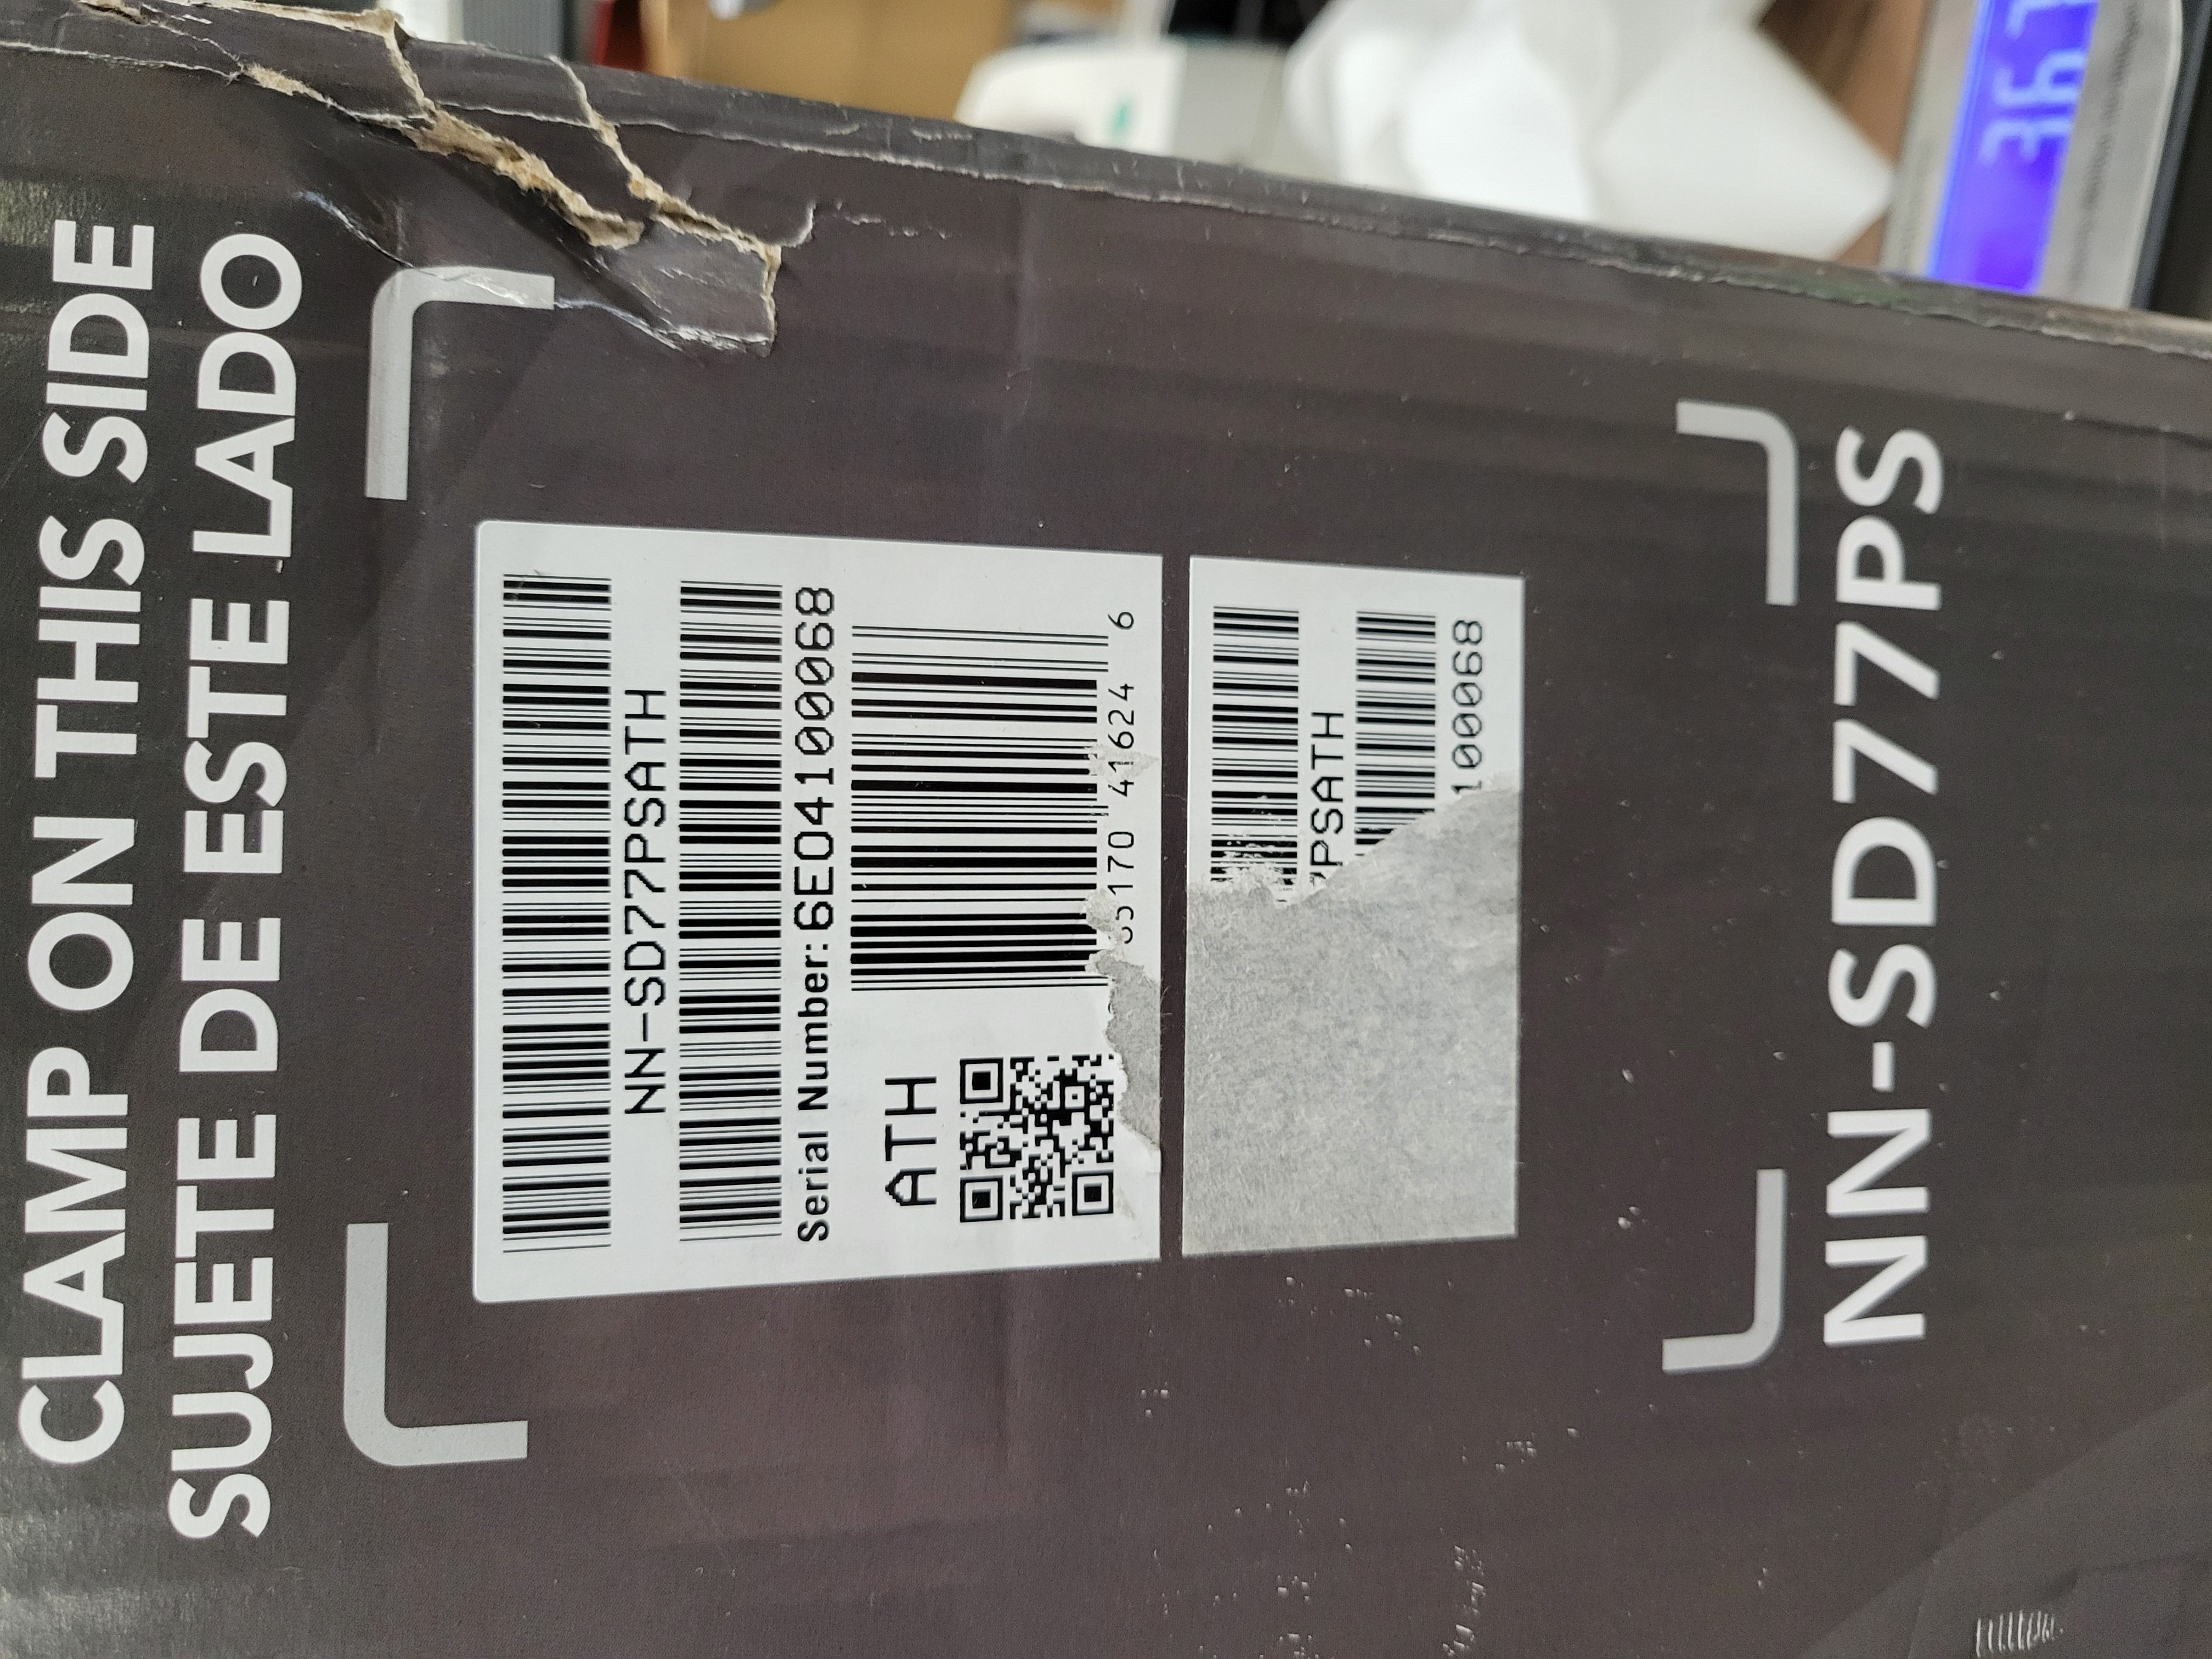 CLAMP ON THIS SIDE
SUJETE DE ESTE LADO
NN-SD77PSATH
Serial Number:6E04100068
ATH
5170 41624 6
PSATH
100068
NN-SD77PS